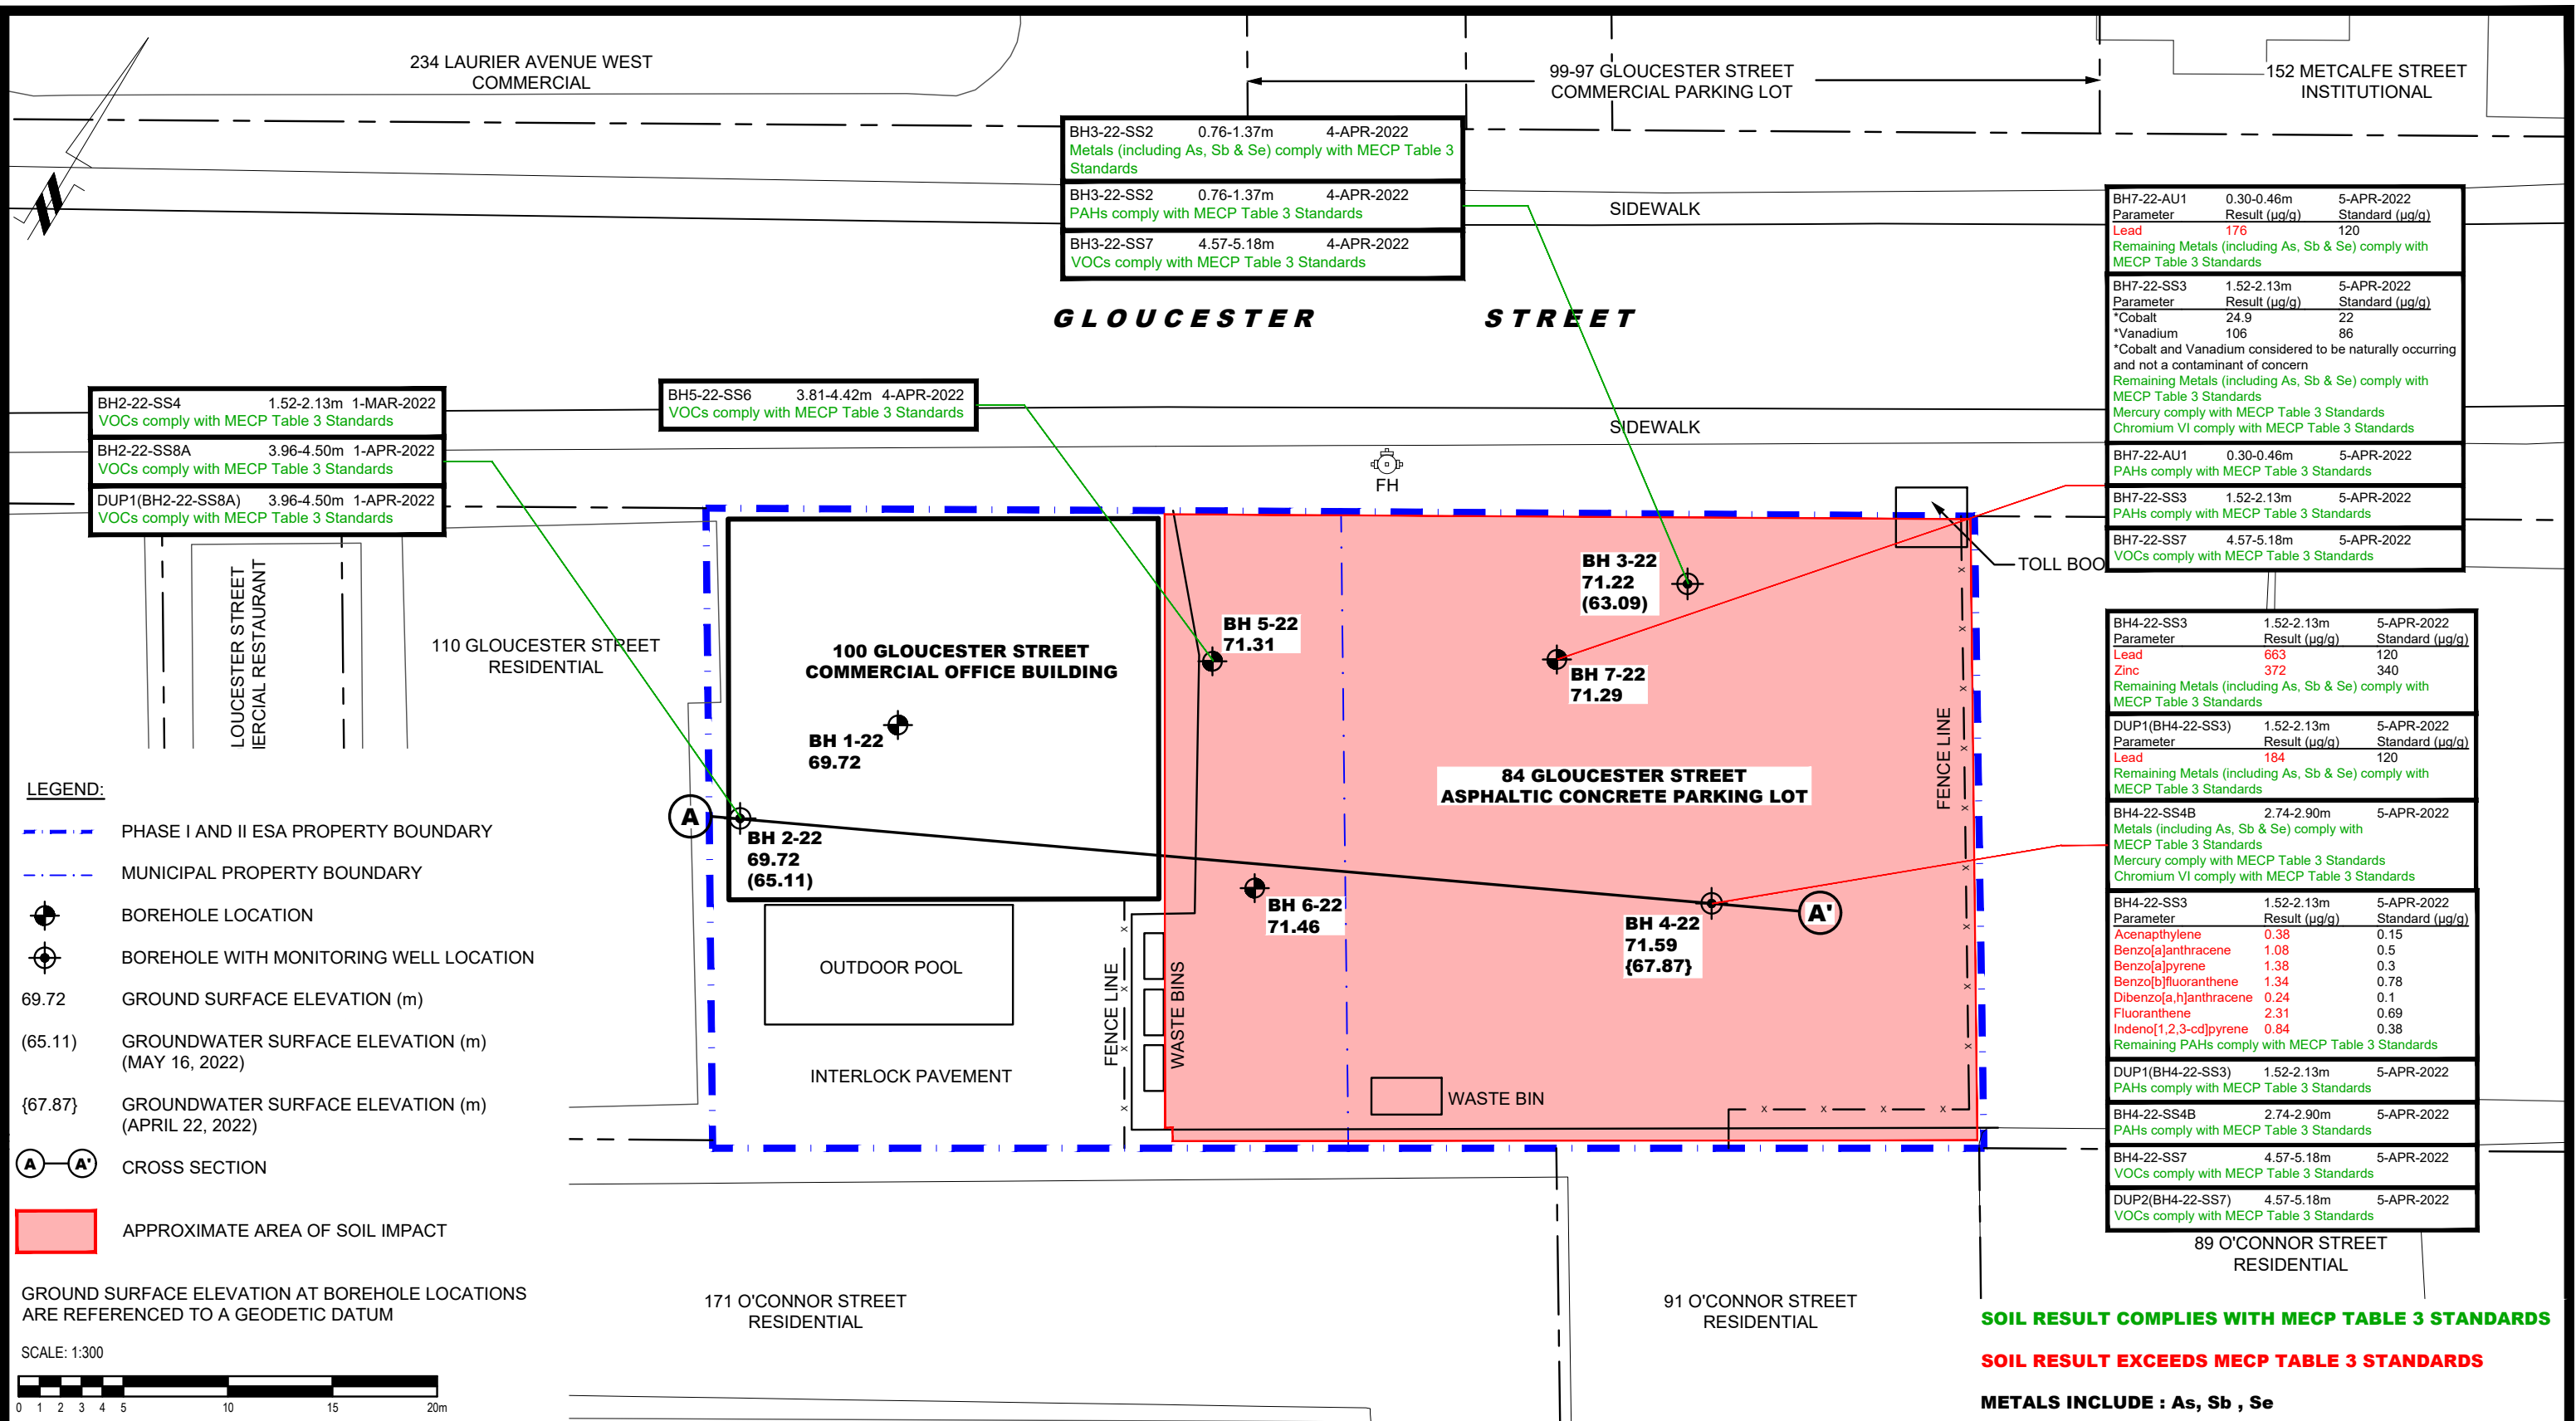 234 LAURIER AVENUE WEST
COMMERCIAL
99-97 GLOUCESTER STREET
COMMERCIAL PARKING LOT
152 METCALFE STREET
INSTITUTIONAL
BH3-22-SS2 0.76-1.37m 4-APR-2022
Metals (including As, Sb & Se) comply with MECP Table 3
Standards
BH3-22-SS2 0.76-1.37m 4-APR-2022
PAHs comply with MECP Table 3 Standards
BH3-22-SS7 4.57-5.18m 4-APR-2022
VOCs comply with MECP Table 3 Standards
SIDEWALK
GLOUCESTER STREET
BH7-22-AU1 0.30-0.46m 5-APR-2022
Parameter Result (µg/g) Standard (µg/g)
Lead 176 120
Remaining Metals (including As, Sb & Se) comply with
MECP Table 3 Standards
BH7-22-SS3 1.52-2.13m 5-APR-2022
Parameter Result (µg/g) Standard (µg/g)
*Cobalt 24.9 22
*Vanadium 106 86
*Cobalt and Vanadium considered to be naturally occurring
and not a contaminant of concern
Remaining Metals (including As, Sb & Se) comply with
MECP Table 3 Standards
Mercury comply with MECP Table 3 Standards
Chromium VI comply with MECP Table 3 Standards
BH7-22-AU1 0.30-0.46m 5-APR-2022
PAHs comply with MECP Table 3 Standards
BH7-22-SS3 1.52-2.13m 5-APR-2022
PAHs comply with MECP Table 3 Standards
BH7-22-SS7 4.57-5.18m 5-APR-2022
VOCs comply with MECP Table 3 Standards
BH2-22-SS4 1.52-2.13m 1-MAR-2022
VOCs comply with MECP Table 3 Standards
BH2-22-SS8A 3.96-4.50m 1-APR-2022
VOCs comply with MECP Table 3 Standards
DUP1(BH2-22-SS8A) 3.96-4.50m 1-APR-2022
VOCs comply with MECP Table 3 Standards
BH5-22-SS6 3.81-4.42m 4-APR-2022
VOCs comply with MECP Table 3 Standards
SIDEWALK
FH
TOLL BOO
LOUCESTER STREET
IERCIAL RESTAURANT
110 GLOUCESTER STREET
RESIDENTIAL
100 GLOUCESTER STREET
COMMERCIAL OFFICE BUILDING
BH 1-22
69.72
BH 5-22
71.31
BH 3-22
71.22
(63.09)
BH 7-22
71.29
84 GLOUCESTER STREET
ASPHALTIC CONCRETE PARKING LOT
FENCE LINE
A
BH 2-22
69.72
(65.11)
BH 6-22
71.46
BH 4-22
71.59
{67.87}
A'
OUTDOOR POOL
INTERLOCK PAVEMENT
FENCE LINE
WASTE BINS
WASTE BIN
BH4-22-SS3 1.52-2.13m 5-APR-2022
Parameter Result (µg/g) Standard (µg/g)
Lead 663 120
Zinc 372 340
Remaining Metals (including As, Sb & Se) comply with
MECP Table 3 Standards
DUP1(BH4-22-SS3) 1.52-2.13m 5-APR-2022
Parameter Result (µg/g) Standard (µg/g)
Lead 184 120
Remaining Metals (including As, Sb & Se) comply with
MECP Table 3 Standards
BH4-22-SS4B 2.74-2.90m 5-APR-2022
Metals (including As, Sb & Se) comply with
MECP Table 3 Standards
Mercury comply with MECP Table 3 Standards
Chromium VI comply with MECP Table 3 Standards
BH4-22-SS3 1.52-2.13m 5-APR-2022
Parameter Result (µg/g) Standard (µg/g)
Acenapthylene 0.38 0.15
Benzo[a]anthracene 1.08 0.5
Benzo[a]pyrene 1.38 0.3
Benzo[b]fluoranthene 1.34 0.78
Dibenzo[a,h]anthracene 0.24 0.1
Fluoranthene 2.31 0.69
Indeno[1,2,3-cd]pyrene 0.84 0.38
Remaining PAHs comply with MECP Table 3 Standards
DUP1(BH4-22-SS3) 1.52-2.13m 5-APR-2022
PAHs comply with MECP Table 3 Standards
BH4-22-SS4B 2.74-2.90m 5-APR-2022
PAHs comply with MECP Table 3 Standards
BH4-22-SS7 4.57-5.18m 5-APR-2022
VOCs comply with MECP Table 3 Standards
DUP2(BH4-22-SS7) 4.57-5.18m 5-APR-2022
VOCs comply with MECP Table 3 Standards
LEGEND:
PHASE I AND II ESA PROPERTY BOUNDARY
MUNICIPAL PROPERTY BOUNDARY
BOREHOLE LOCATION
BOREHOLE WITH MONITORING WELL LOCATION
69.72 GROUND SURFACE ELEVATION (m)
(65.11) GROUNDWATER SURFACE ELEVATION (m)
(MAY 16, 2022)
{67.87} GROUNDWATER SURFACE ELEVATION (m)
(APRIL 22, 2022)
A A' CROSS SECTION
APPROXIMATE AREA OF SOIL IMPACT
GROUND SURFACE ELEVATION AT BOREHOLE LOCATIONS
ARE REFERENCED TO A GEODETIC DATUM
SCALE: 1:300
0 1 2 3 4 5 10 15 20m
171 O'CONNOR STREET
RESIDENTIAL
91 O'CONNOR STREET
RESIDENTIAL
89 O'CONNOR STREET
RESIDENTIAL
SOIL RESULT COMPLIES WITH MECP TABLE 3 STANDARDS
SOIL RESULT EXCEEDS MECP TABLE 3 STANDARDS
METALS INCLUDE : As, Sb , Se